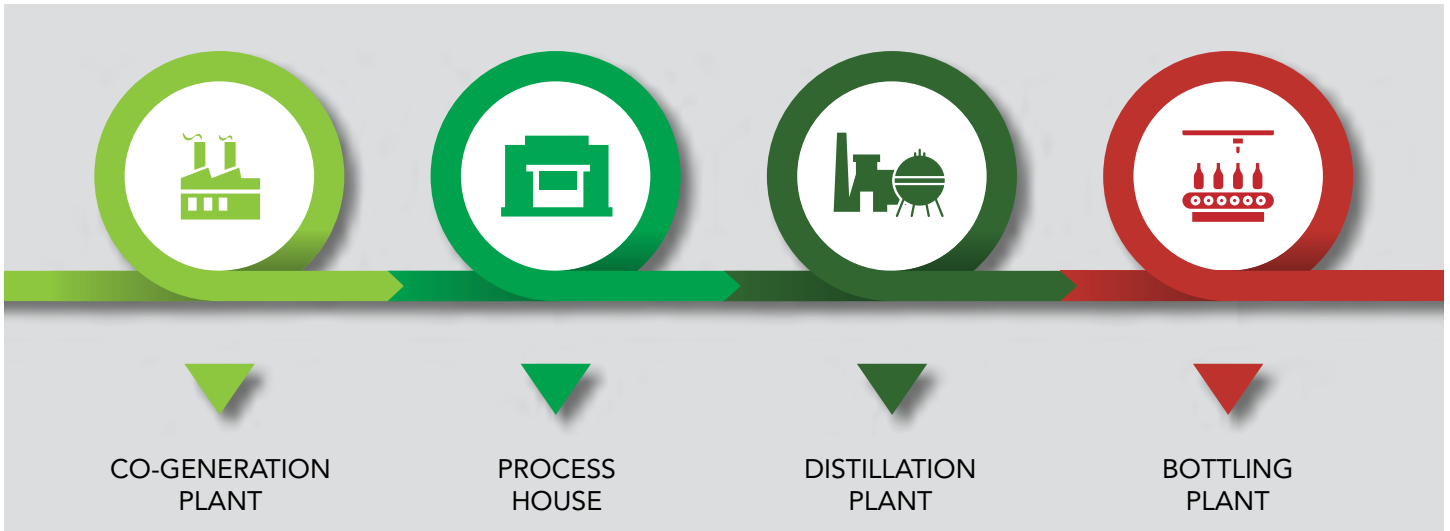 CO-GENERATION
PLANT
PROCESS
HOUSE
DISTILLATION
PLANT
BOTTLING
PLANT